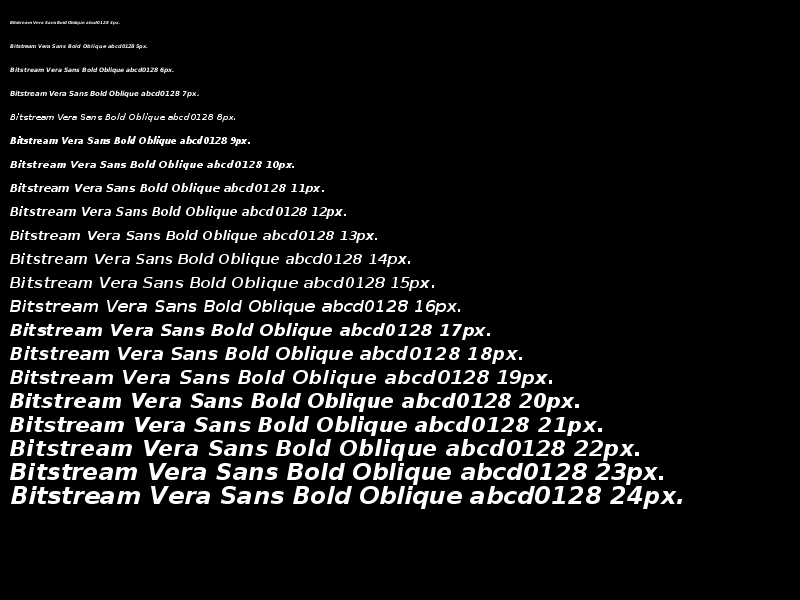 Bitstream Vera Sans Bold Oblique abcd0128 4px.
Bitstream Vera Sans Bold Oblique abcd0128 5px.
Bitstream Vera Sans Bold Oblique abcd0128 6px.
Bitstream Vera Sans Bold Oblique abcd0128 7px.
Bitstream Vera Sans Bold Oblique abcd0128 8px.
Bitstream Vera Sans Bold Oblique abcd0128 9px.
Bitstream Vera Sans Bold Oblique abcd0128 10px.
Bitstream Vera Sans Bold Oblique abcd0128 11px.
Bitstream Vera Sans Bold Oblique abcd0128 12px.
Bitstream Vera Sans Bold Oblique abcd0128 13px.
Bitstream Vera Sans Bold Oblique abcd0128 14px.
Bitstream Vera Sans Bold Oblique abcd0128 15px.
Bitstream Vera Sans Bold Oblique abcd0128 16px.
Bitstream Vera Sans Bold Oblique abcd0128 17px.
Bitstream Vera Sans Bold Oblique abcd0128 18px.
Bitstream Vera Sans Bold Oblique abcd0128 19px.
Bitstream Vera Sans Bold Oblique abcd0128 20px.
Bitstream Vera Sans Bold Oblique abcd0128 21px.
Bitstream Vera Sans Bold Oblique abcd0128 22px.
Bitstream Vera Sans Bold Oblique abcd0128 23px.
Bitstream Vera Sans Bold Oblique abcd0128 24px.